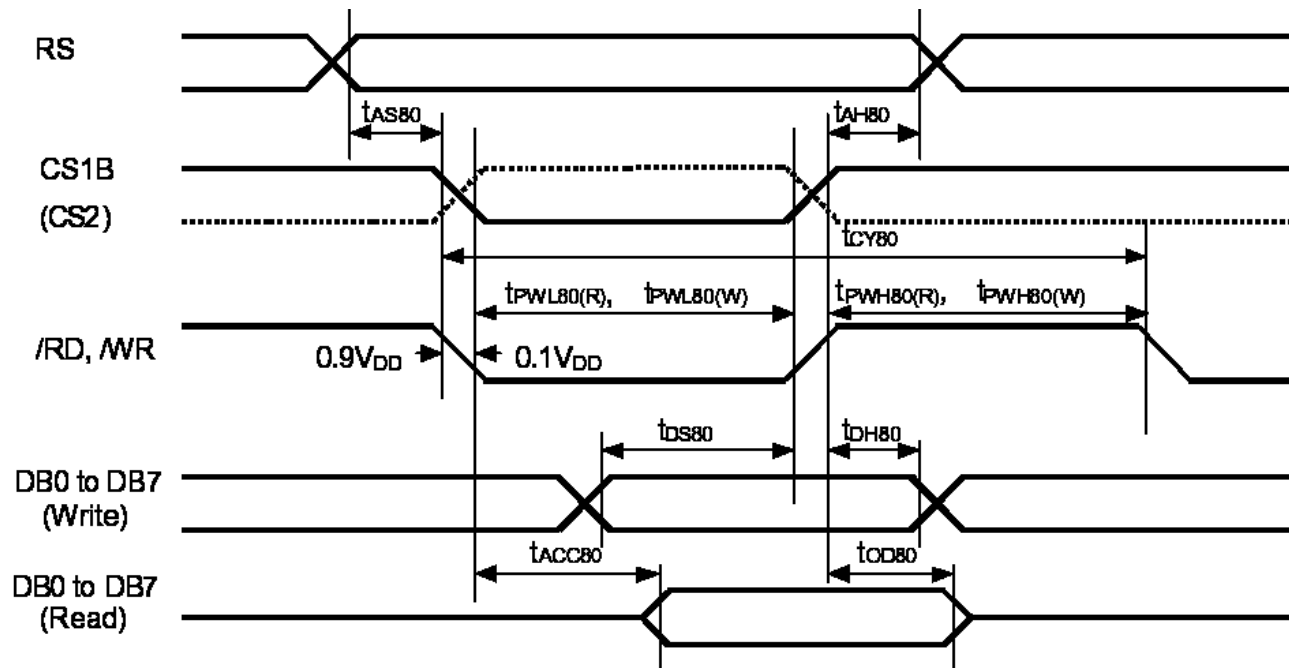 RS
tAS80
tAH80
CS1B
(CS2)
tCY80
tPWL80(R), tPWL80(W)
tPWH80(R), tPWH80(W)
/RD, /WR
0.9VDD
0.1VDD
tDS80
tDH80
DB0 to DB7
(Write)
tACC80
tOD80
DB0 to DB7
(Read)